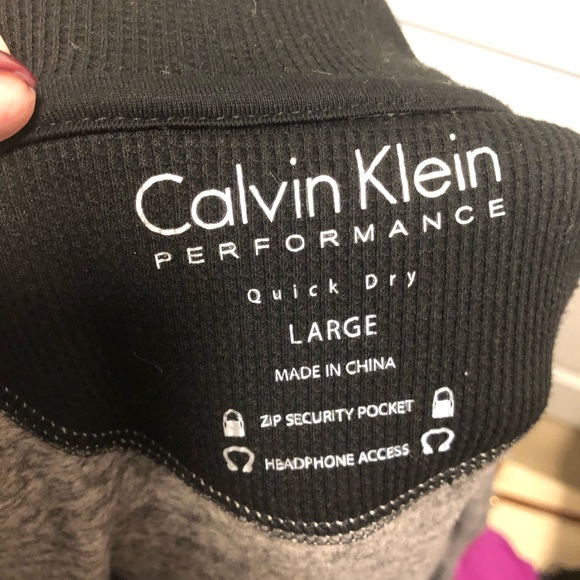 Calvin Klein
PERFORMANCE
Quick Dry
LARGE
MADE IN CHINA
ZIP SECURITY POCKET
HEADPHONE ACCESS